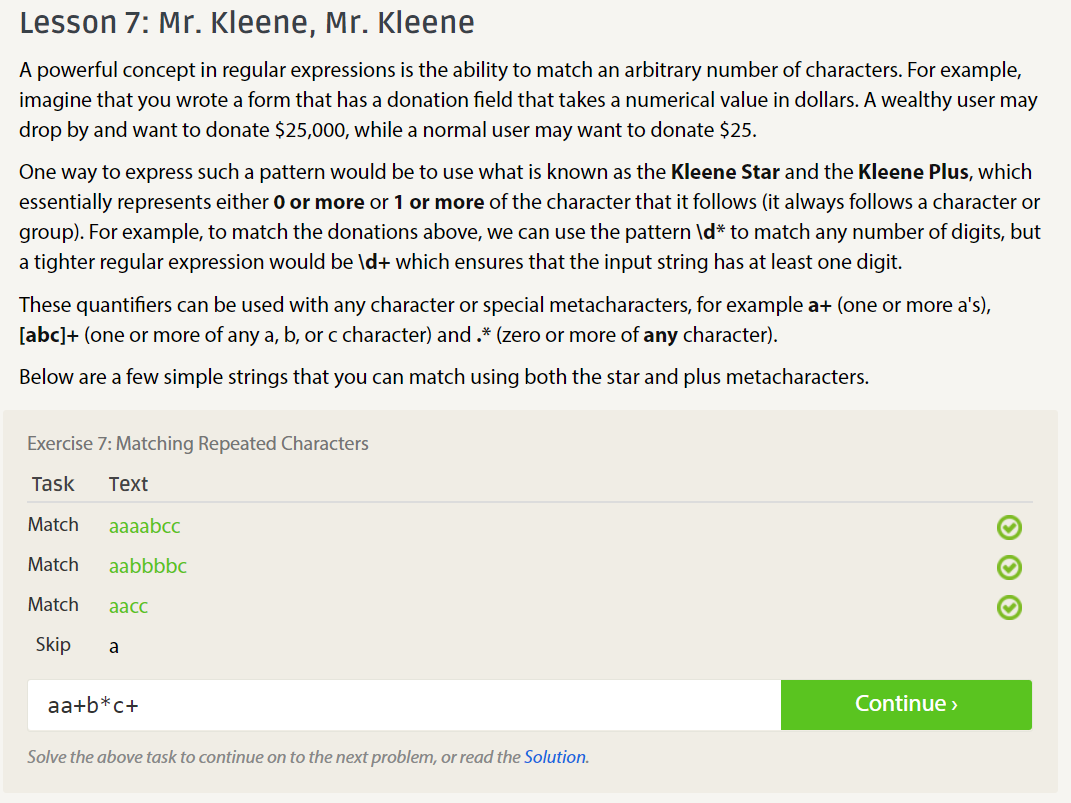 Lesson 7: Mr. Kleene, Mr. Kleene
A powerful concept in regular expressions is the ability to match an arbitrary number of characters. For example,
imagine that you wrote a form that has a donation field that takes a numerical value in dollars. A wealthy user may
drop by and want to donate $25,000, while a normal user may want to donate $25.
One way to express such a pattern would be to use what is known as the Kleene Star and the Kleene Plus, which
essentially represents either 0 or more or 1 or more of the character that it follows (it always follows a character or
group). For example, to match the donations above, we can use the pattern \d* to match any number of digits, but
a tighter regular expression would be \d+ which ensures that the input string has at least one digit.
These quantifiers can be used with any character or special metacharacters, for example a+ (one or more a's),
[abc]+ (one or more of any a, b, or c character) and .* (zero or more of any character).
Below are a few simple strings that you can match using both the star and plus metacharacters.
Exercise 7: Matching Repeated Characters
Task Text
Match aaaabcc
Match aabbbbc
Match aacc
Skip a
aa+b*c+ Continue ›
Solve the above task to continue on to the next problem, or read the Solution.